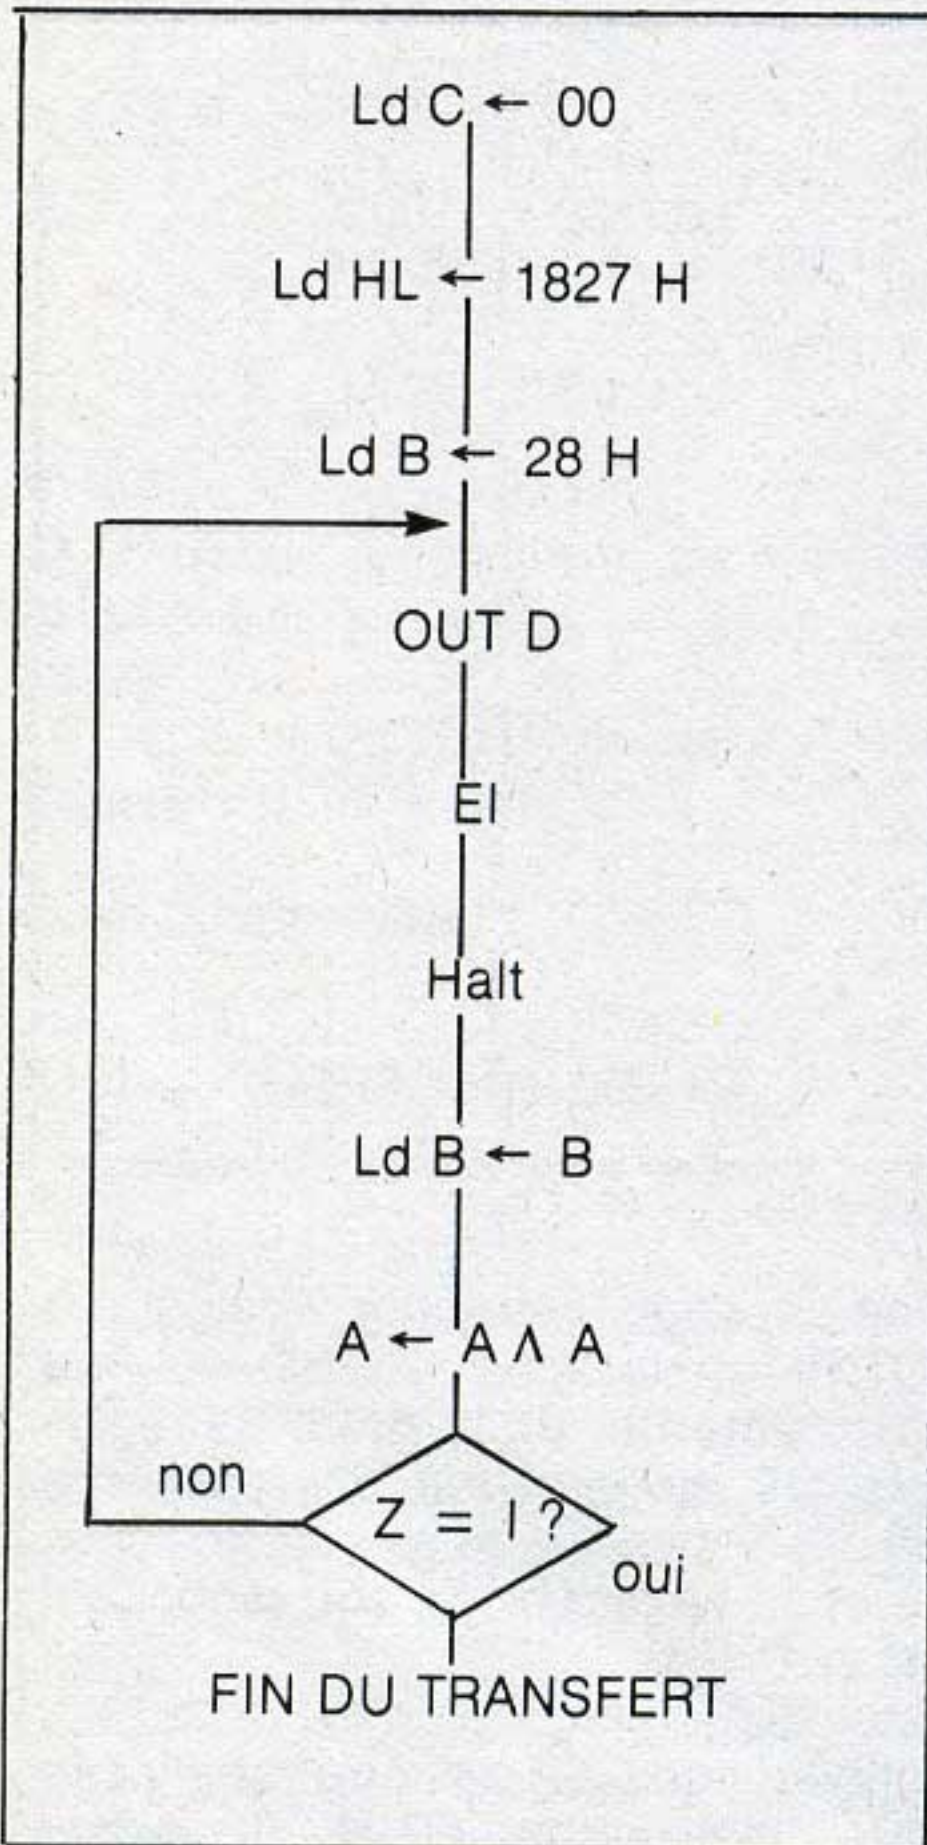 Ld C ← 00
Ld HL ← 1827 H
Ld B ← 28 H
OUT D
EI
Halt
Ld B ← B
A ← A ∧ A
non
Z = I ?
oui
FIN DU TRANSFERT